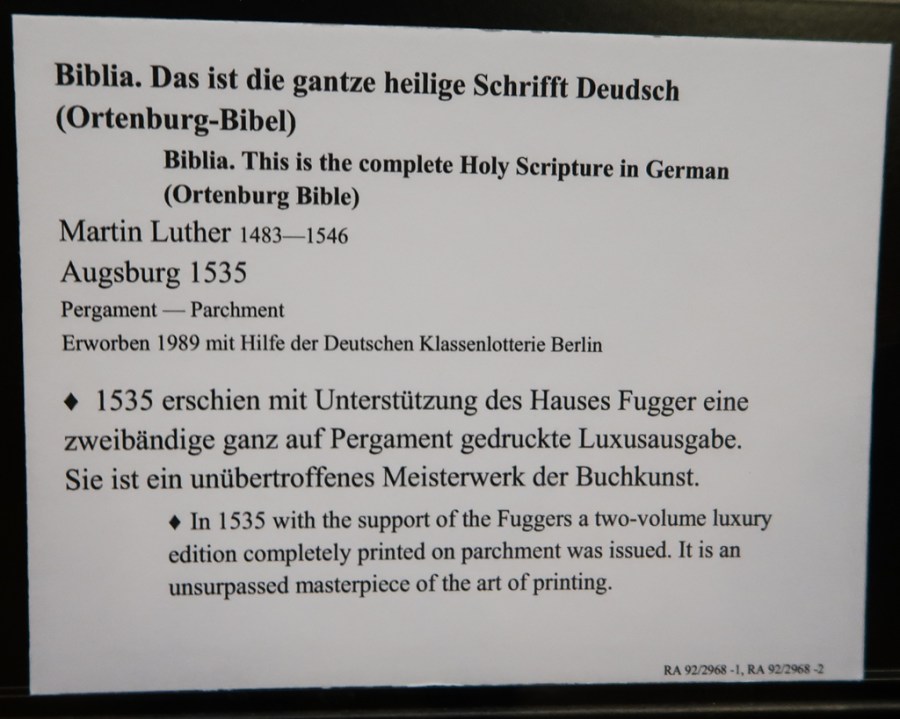 Biblia. Das ist die gantze heilige Schrifft Deudsch
(Ortenburg-Bibel)
Biblia. This is the complete Holy Scripture in German
(Ortenburg Bible)
Martin Luther 1483—1546
Augsburg 1535
Pergament — Parchment
Erworben 1989 mit Hilfe der Deutschen Klassenlotterie Berlin
♦ 1535 erschien mit Unterstützung des Hauses Fugger eine
zweibändige ganz auf Pergament gedruckte Luxusausgabe.
Sie ist ein unübertroffenes Meisterwerk der Buchkunst.
♦ In 1535 with the support of the Fuggers a two-volume luxury
edition completely printed on parchment was issued. It is an
unsurpassed masterpiece of the art of printing.
RA 92/2968 -1, RA 92/2968 -2